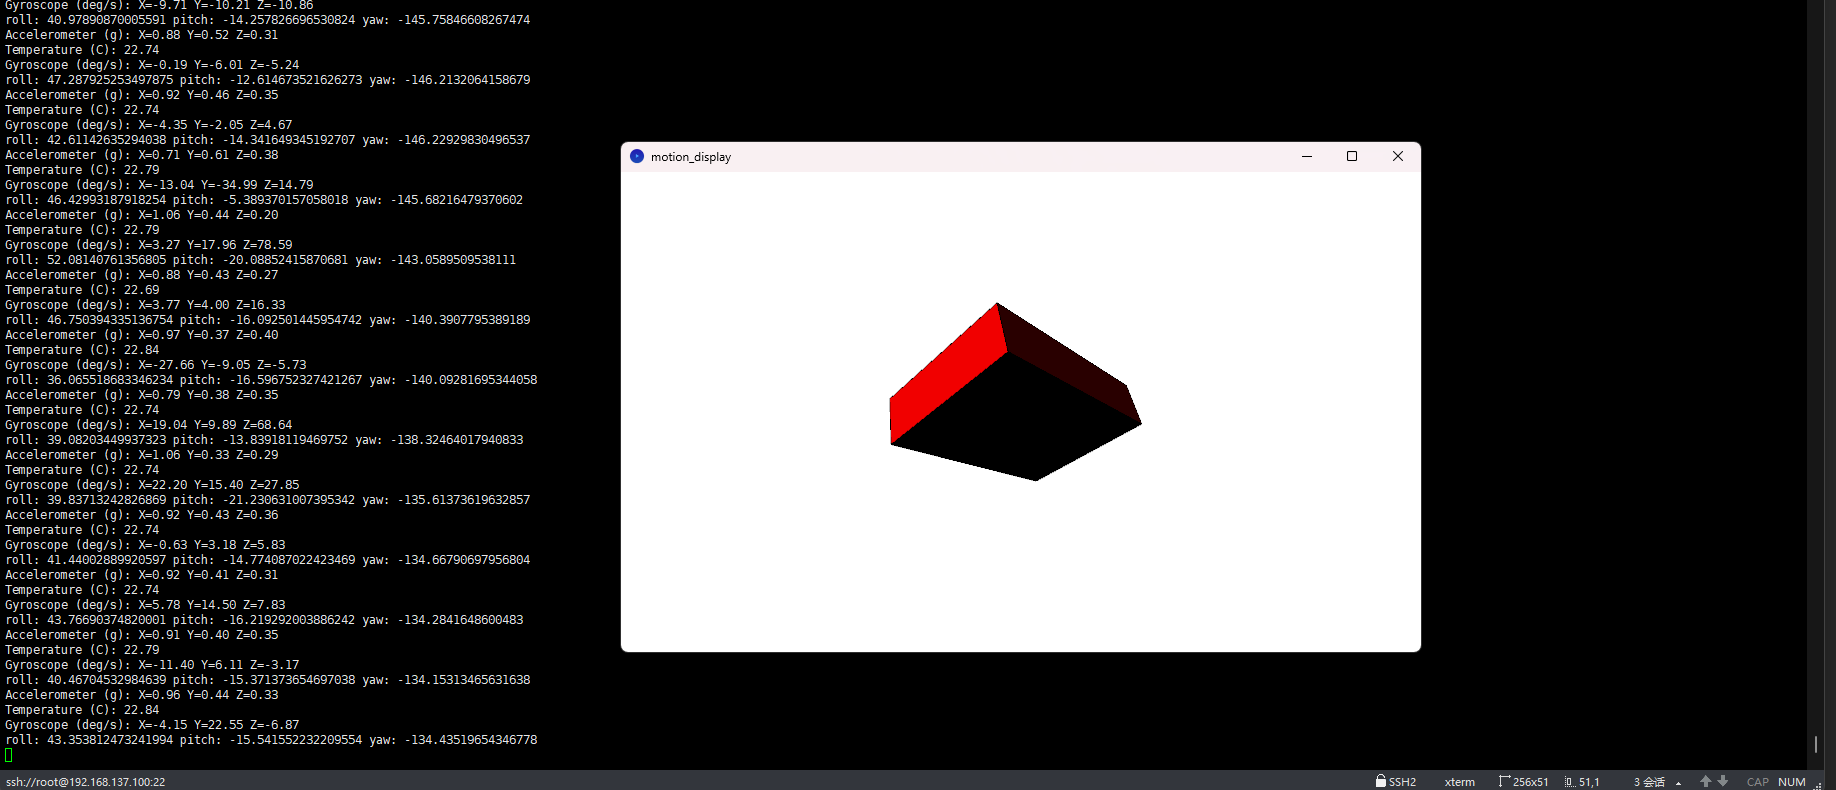 Gyroscope (deg/s): X=-9.71 Y=-10.21 Z=-10.86
roll: 40.97890870005591 pitch: -14.257826696530824 yaw: -145.75846608267474
Accelerometer (g): X=0.88 Y=0.52 Z=0.31
Temperature (C): 22.74
Gyroscope (deg/s): X=-0.19 Y=-6.01 Z=-5.24
roll: 47.287925253497875 pitch: -12.614673521626273 yaw: -146.2132064158679
Accelerometer (g): X=0.92 Y=0.46 Z=0.35
Temperature (C): 22.74
Gyroscope (deg/s): X=-4.35 Y=-2.05 Z=4.67
roll: 42.61142635294038 pitch: -14.341649345192707 yaw: -146.22929830496537
Accelerometer (g): X=0.71 Y=0.61 Z=0.38
Temperature (C): 22.79
Gyroscope (deg/s): X=-13.04 Y=-34.99 Z=14.79
roll: 46.42993187918254 pitch: -5.389370157058018 yaw: -145.68216479370602
Accelerometer (g): X=1.06 Y=0.44 Z=0.20
Temperature (C): 22.79
Gyroscope (deg/s): X=3.27 Y=17.96 Z=78.59
roll: 52.08140761356805 pitch: -20.08852415870681 yaw: -143.0589509538111
Accelerometer (g): X=0.88 Y=0.43 Z=0.27
Temperature (C): 22.69
Gyroscope (deg/s): X=3.77 Y=4.00 Z=16.33
roll: 46.750394335136754 pitch: -16.092501445954742 yaw: -140.3907795389189
Accelerometer (g): X=0.97 Y=0.37 Z=0.40
Temperature (C): 22.84
Gyroscope (deg/s): X=-27.66 Y=-9.05 Z=-5.73
roll: 36.065518683346234 pitch: -16.596752327421267 yaw: -140.09281695344058
Accelerometer (g): X=0.79 Y=0.38 Z=0.35
Temperature (C): 22.74
Gyroscope (deg/s): X=19.04 Y=9.89 Z=68.64
roll: 39.08203449937323 pitch: -13.83918119469752 yaw: -138.32464017940833
Accelerometer (g): X=1.06 Y=0.33 Z=0.29
Temperature (C): 22.74
Gyroscope (deg/s): X=22.20 Y=15.40 Z=27.85
roll: 39.83713242826869 pitch: -21.230631007395342 yaw: -135.61373619632857
Accelerometer (g): X=0.92 Y=0.43 Z=0.36
Temperature (C): 22.74
Gyroscope (deg/s): X=-0.63 Y=3.18 Z=5.83
roll: 41.44002889920597 pitch: -14.774087022423469 yaw: -134.66790697956804
Accelerometer (g): X=0.92 Y=0.41 Z=0.31
Temperature (C): 22.74
Gyroscope (deg/s): X=5.78 Y=14.50 Z=7.83
roll: 43.76690374820001 pitch: -16.219292003886242 yaw: -134.2841648600483
Accelerometer (g): X=0.91 Y=0.40 Z=0.35
Temperature (C): 22.79
Gyroscope (deg/s): X=-11.40 Y=6.11 Z=-3.17
roll: 40.46704532984639 pitch: -15.371373654697038 yaw: -134.15313465631638
Accelerometer (g): X=0.96 Y=0.44 Z=0.33
Temperature (C): 22.84
Gyroscope (deg/s): X=-4.15 Y=22.55 Z=-6.87
roll: 43.353812473241994 pitch: -15.541552232209554 yaw: -134.43519654346778
motion_display
ssh://root@192.168.137.100:22 SSH2 xterm 256x51 51,1 3 会话 CAP NUM